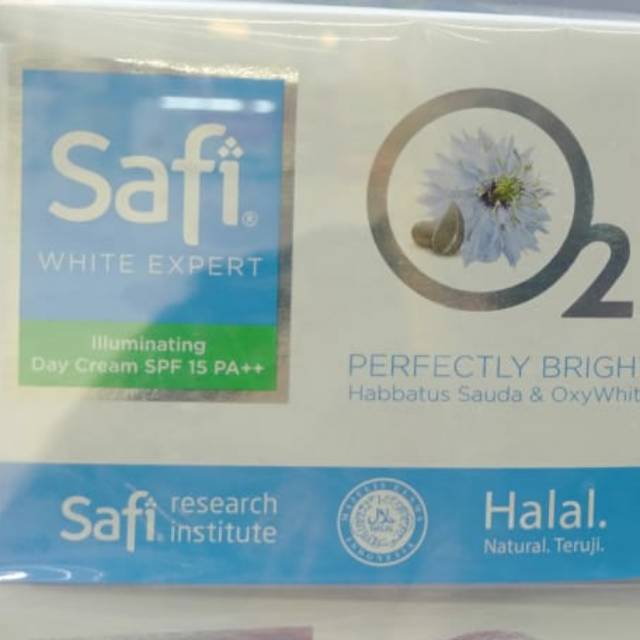 Safi®
WHITE EXPERT
Illuminating
Day Cream SPF 15 PA++
O2
PERFECTLY BRIGH
Habbatus Sauda & OxyWhit
Safi research
institute
Halal.
Natural. Teruji.